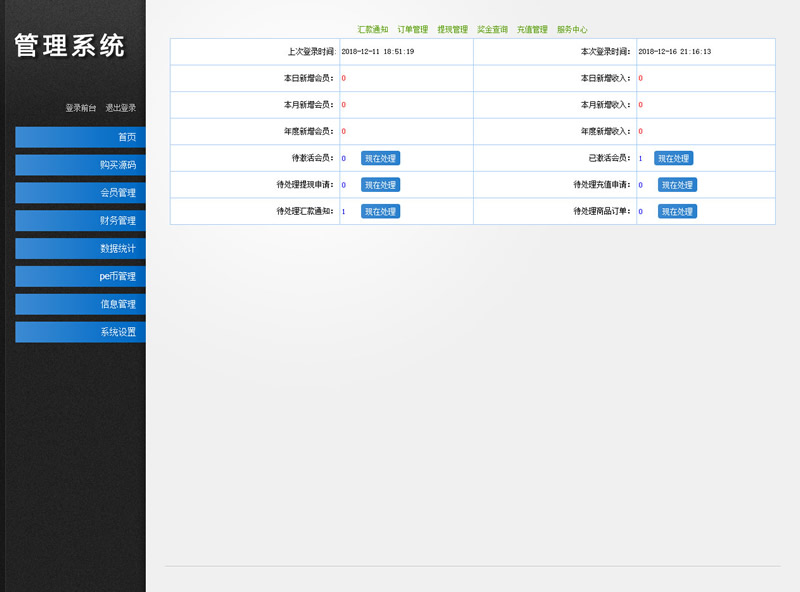 管理系统
登录前台 退出登录
首页
购买源码
会员管理
财务管理
数据统计
pe币管理
信息管理
系统设置
汇款通知 订单管理 提现管理 奖金查询 充值管理 服务中心
上次登录时间: 2018-12-11 18:51:19 本次登录时间: 2018-12-16 21:16:13
本日新增会员: 0 本日新增收入: 0
本月新增会员: 0 本月新增收入: 0
年度新增会员: 0 年度新增收入: 0
待激活会员: 0 现在处理 已激活会员: 1 现在处理
待处理提现申请: 0 现在处理 待处理充值申请: 0 现在处理
待处理汇款通知: 1 现在处理 待处理商品订单: 0 现在处理